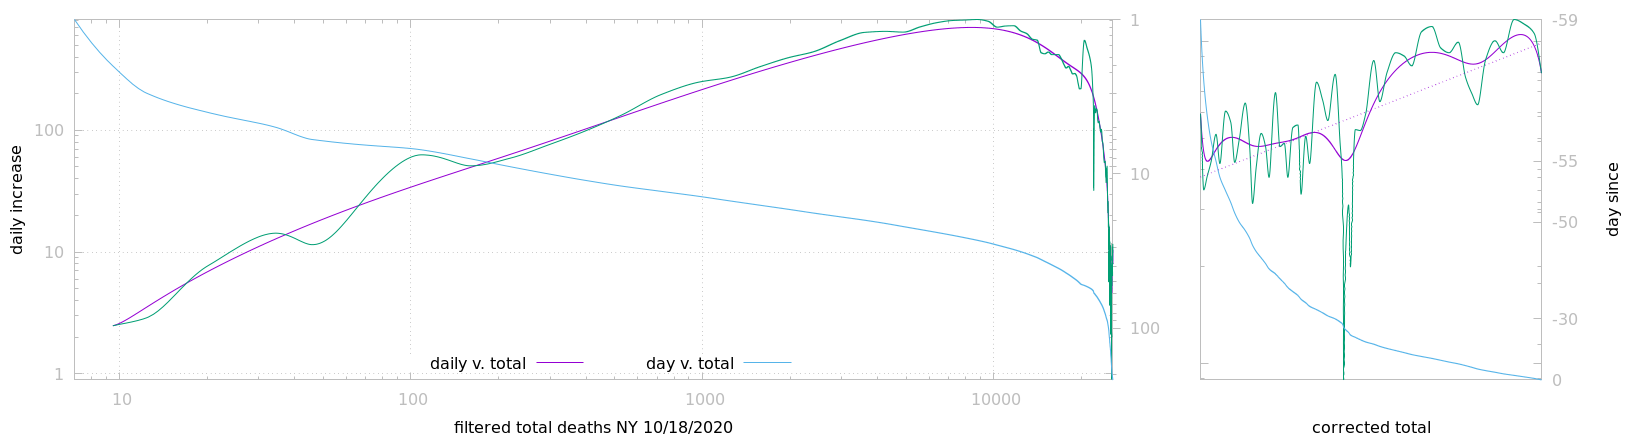 daily increase
100
10
1
10
100
1000
10000
filtered total deaths NY 10/18/2020
daily v. total
day v. total
1
10
100
-59
-55
-50
-30
0
day since
corrected total